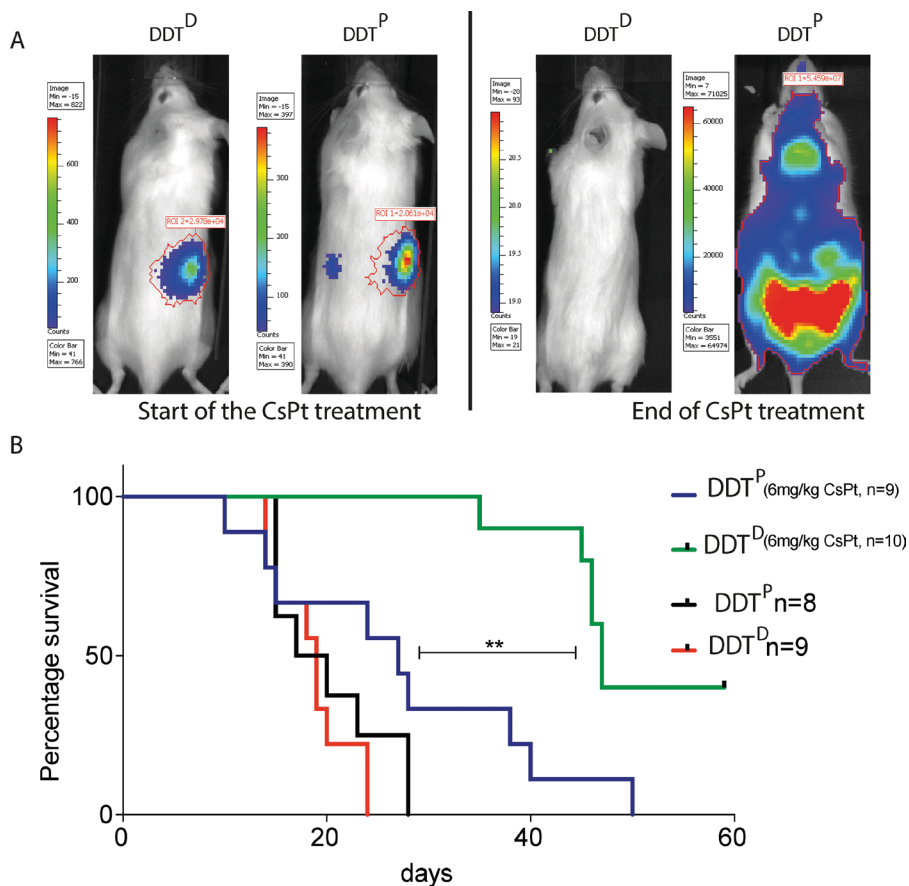 A
DDT^D
DDT^P
DDT^D
DDT^P
Image
Min = -15
Max = 822
600
400
200
Counts
Color Bar
Min = 41
Max = 766
ROI 2=2.978e+04
Image
Min = -15
Max = 397
300
200
100
Counts
Color Bar
Min = 41
Max = 390
ROI 1=2.061e+04
Image
Min = -20
Max = 93
20.5
20.0
19.5
19.0
Counts
Color Bar
Min = 19
Max = 21
Image
Min = 7
Max = 71025
60000
40000
20000
Counts
Color Bar
Min = 3551
Max = 64974
ROI 1=5.459e+07
Start of the CsPt treatment
End of CsPt treatment
B
Percentage survival
100
50
0
0
20
40
60
days
**
DDT^P (6mg/kg CsPt, n=9)
DDT^D (6mg/kg CsPt, n=10)
DDT^P n=8
DDT^D n=9